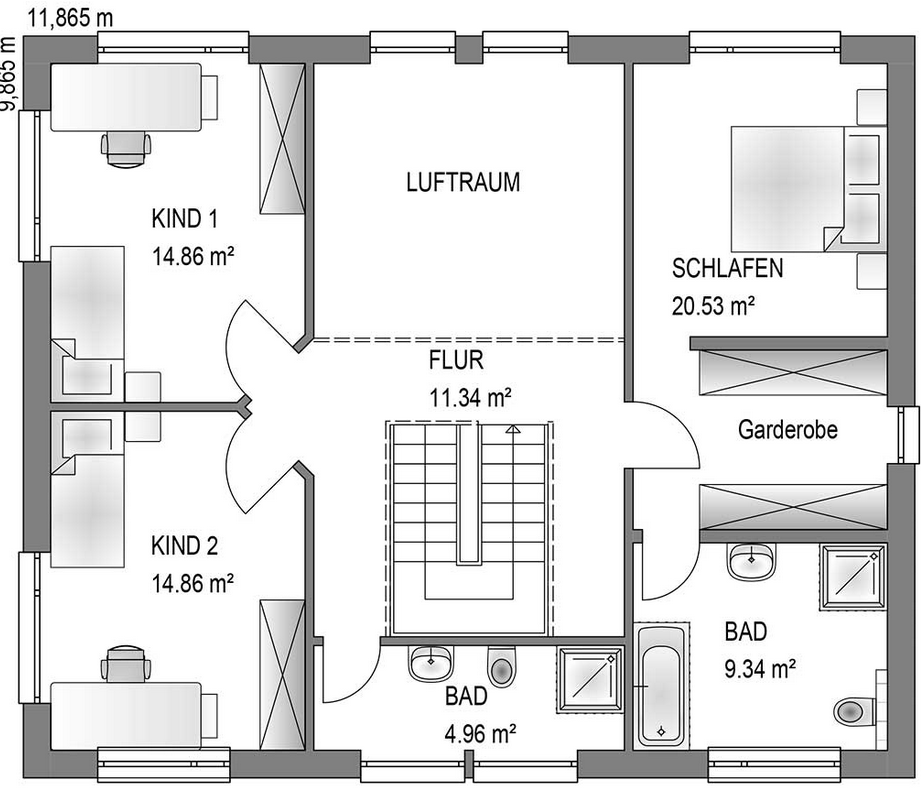 11,865 m
9,865 m
KIND 1
14.86 m²
LUFTRAUM
SCHLAFEN
20.53 m²
FLUR
11.34 m²
Garderobe
KIND 2
14.86 m²
BAD
9.34 m²
BAD
4.96 m²